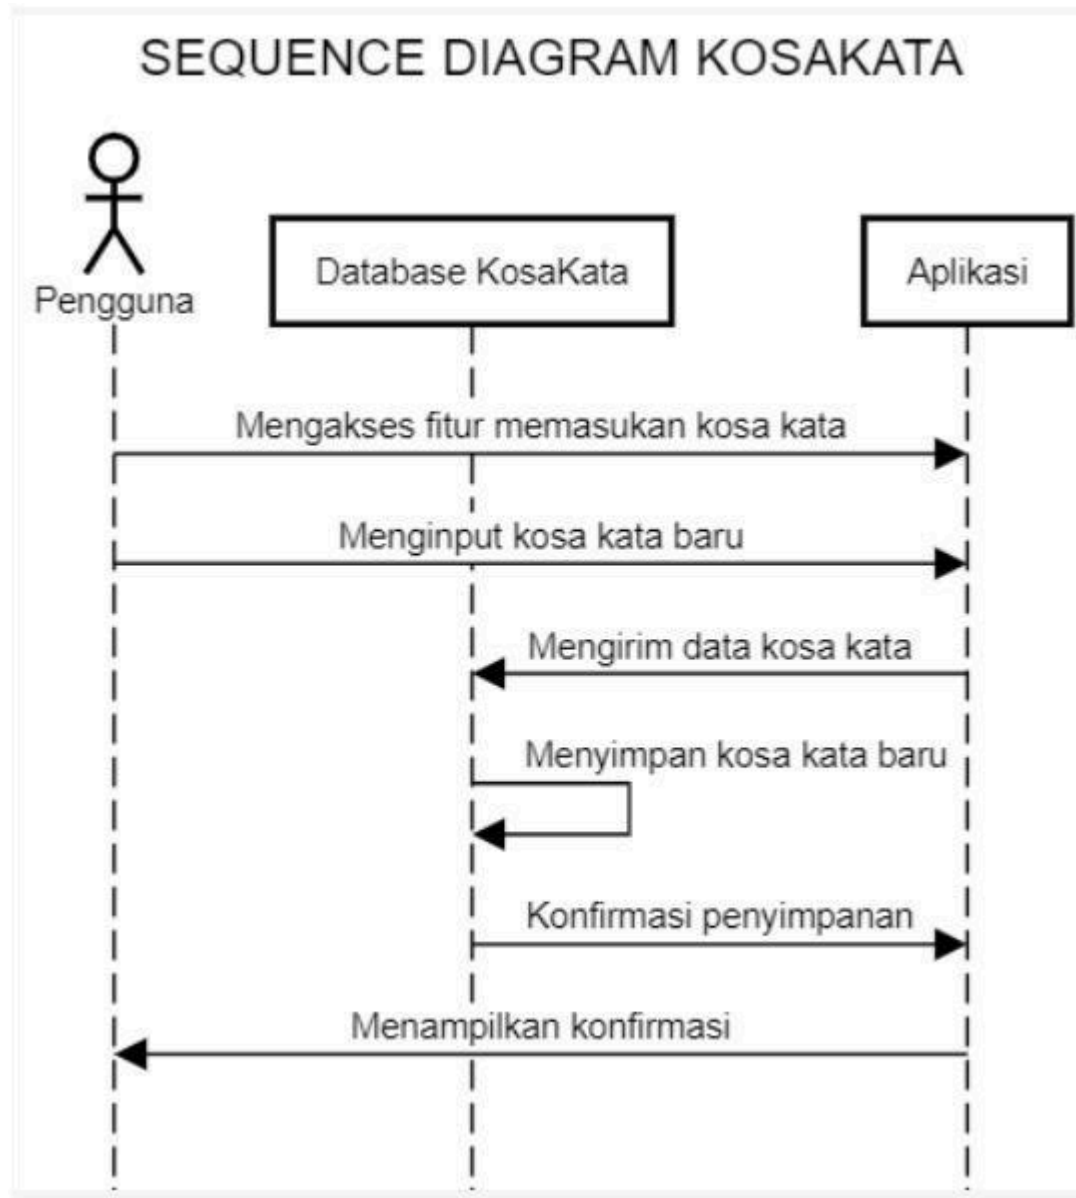 SEQUENCE DIAGRAM KOSAKATA
Pengguna
Database KosaKata
Aplikasi
Mengakses fitur memasukan kosa kata
Menginput kosa kata baru
Mengirim data kosa kata
Menyimpan kosa kata baru
Konfirmasi penyimpanan
Menampilkan konfirmasi